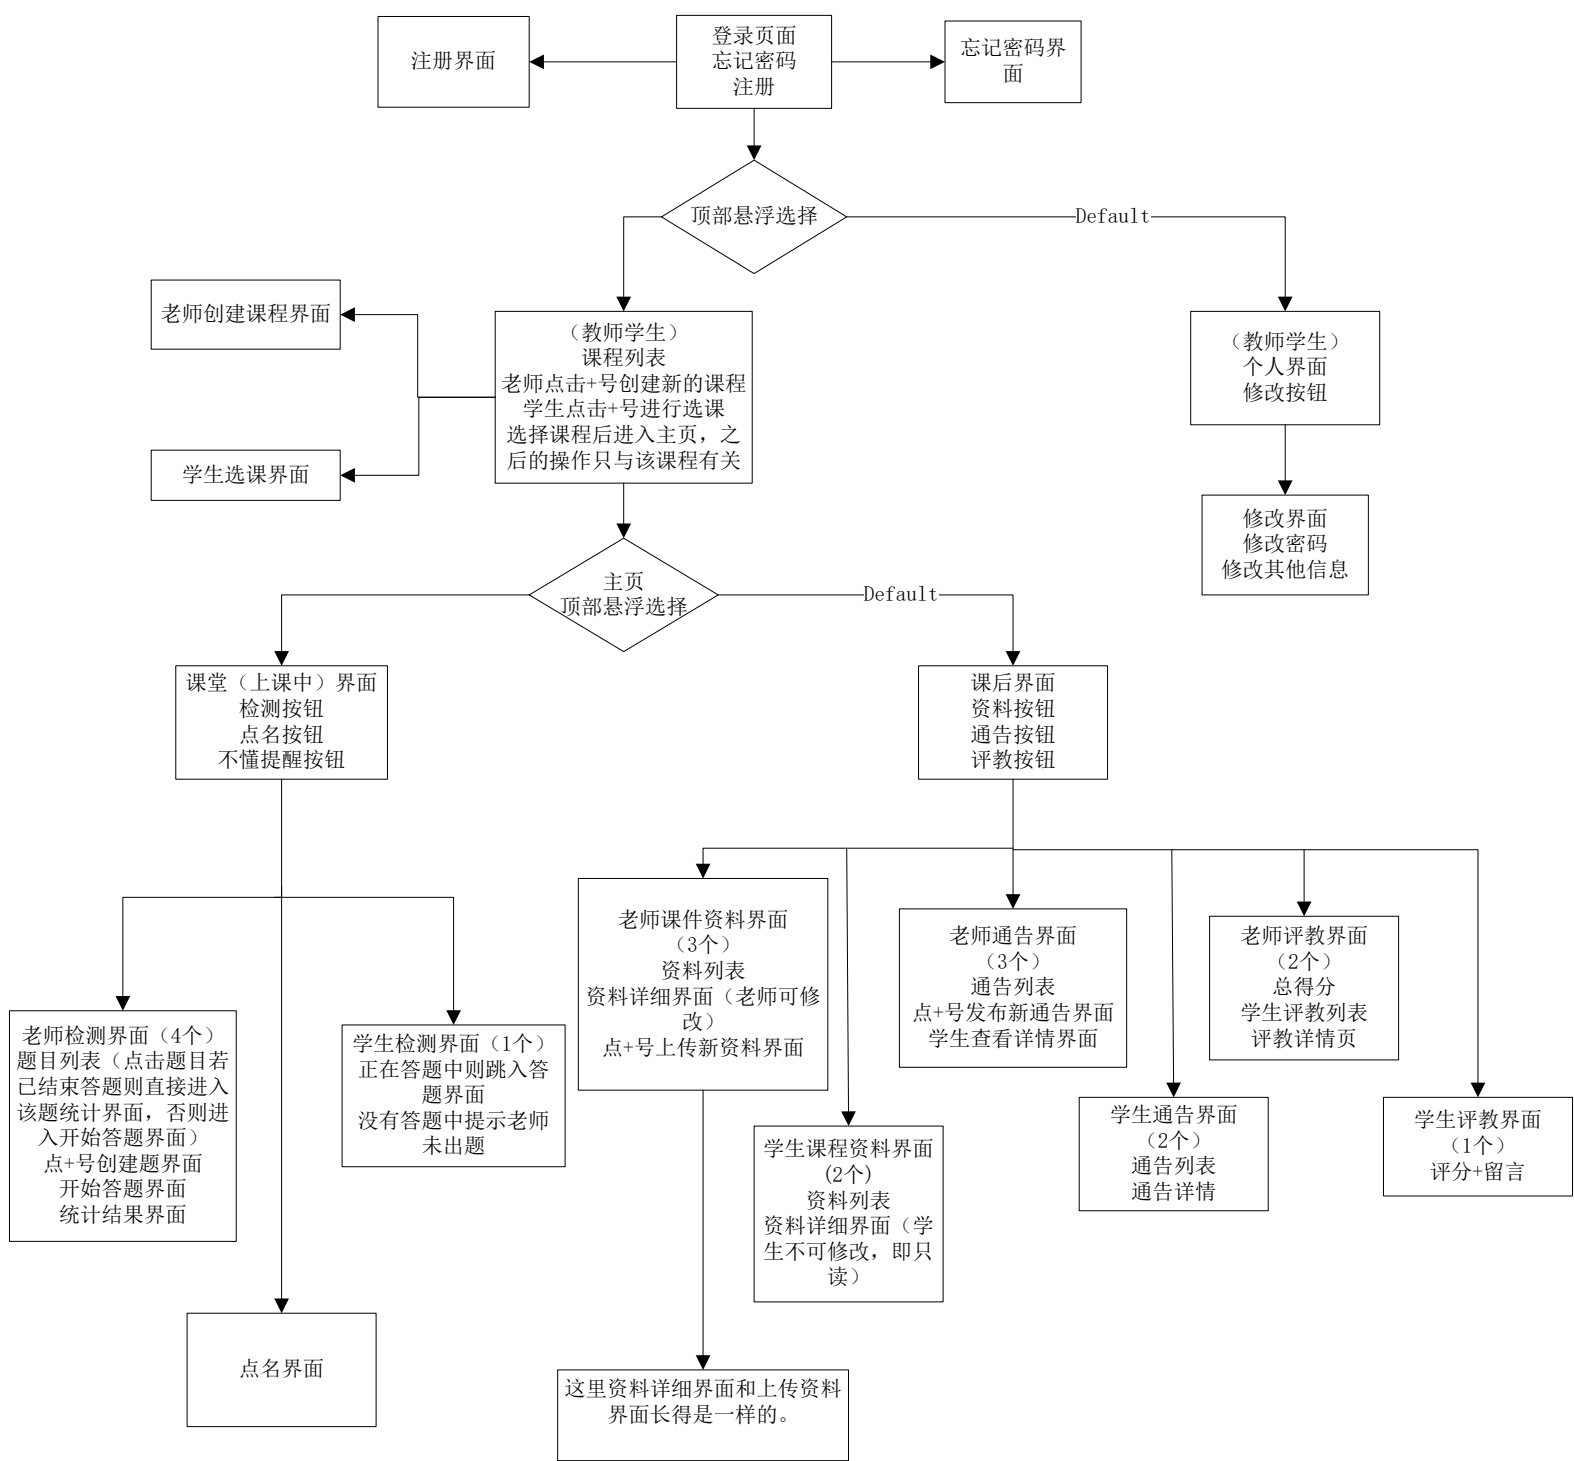 注册界面
登录页面
忘记密码
注册
忘记密码界
面
顶部悬浮选择
Default
老师创建课程界面
(教师学生)
课程列表
老师点击+号创建新的课程
学生点击+号进行选课
选择课程后进入主页，之
后的操作只与该课程有关
(教师学生)
个人界面
修改按钮
学生选课界面
修改界面
修改密码
修改其他信息
主页
顶部悬浮选择
Default
课堂（上课中）界面
检测按钮
点名按钮
不懂提醒按钮
课后界面
资料按钮
通告按钮
评教按钮
老师检测界面（4个）
题目列表（点击题目若
已结束答题则直接进入
该题统计界面，否则进
入开始答题界面）
点+号创建题界面
开始答题界面
统计结果界面
学生检测界面（1个）
正在答题中则跳入答
题界面
没有答题中提示老师
未出题
老师课件资料界面
（3个）
资料列表
资料详细界面（老师可修
改）
点+号上传新资料界面
老师通告界面
（3个）
通告列表
点+号发布新通告界面
学生查看详情界面
老师评教界面
（2个）
总得分
学生评教列表
评教详情页
学生课程资料界面
(2个)
资料列表
资料详细界面（学
生不可修改，即只
读）
学生通告界面
（2个）
通告列表
通告详情
学生评教界面
（1个）
评分+留言
点名界面
这里资料详细界面和上传资料
界面长得是一样的。